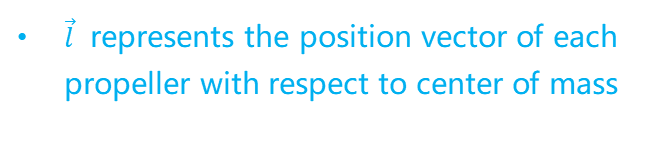 • l⃗ represents the position vector of each
propeller with respect to center of mass